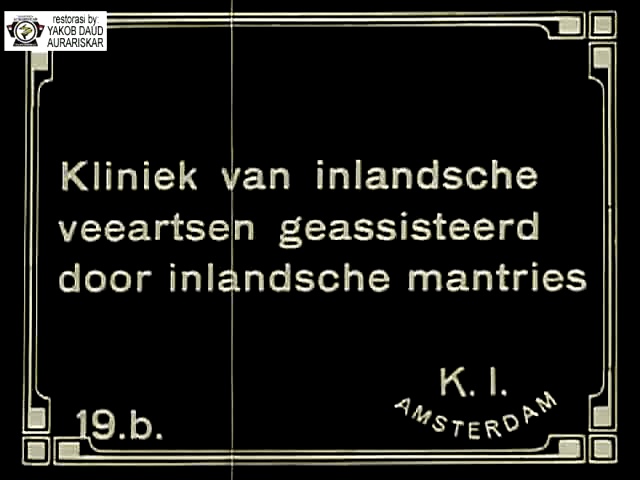 restorasi by:
YAKOB DAUD
AURARISKAR
Kliniek van inlandsche
veeartsen geassisteerd
door inlandsche mantries
K. I.
AMSTERDAM
19.b.